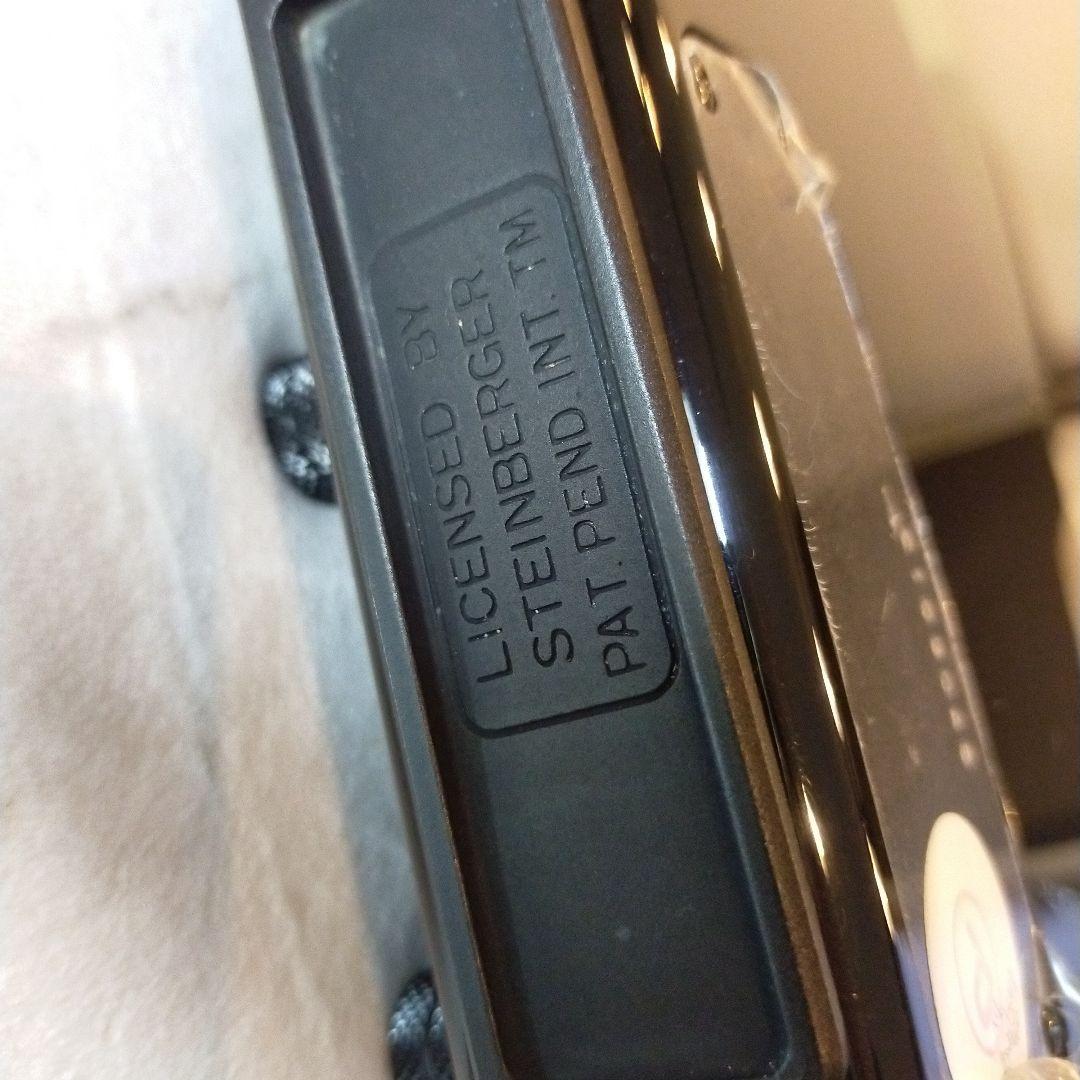 LICENSED BY
STEINBERGER.
PAT. PEND. INT. TM